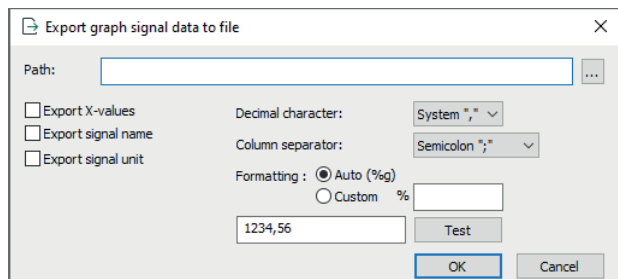 Export graph signal data to file
Path:
...
Export X-values
Export signal name
Export signal unit
Decimal character: System ","
Column separator: Semicolon ";"
Formatting : Auto (%g)
Custom %
1234,56 Test
OK Cancel